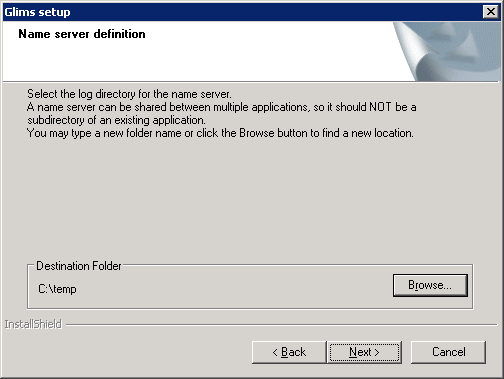 Glims setup
Name server definition
Select the log directory for the name server.
A name server can be shared between multiple applications, so it should NOT be a
subdirectory of an existing application.
You may type a new folder name or click the Browse button to find a new location.
Destination Folder
C:\temp
Browse...
InstallShield
< Back
Next >
Cancel